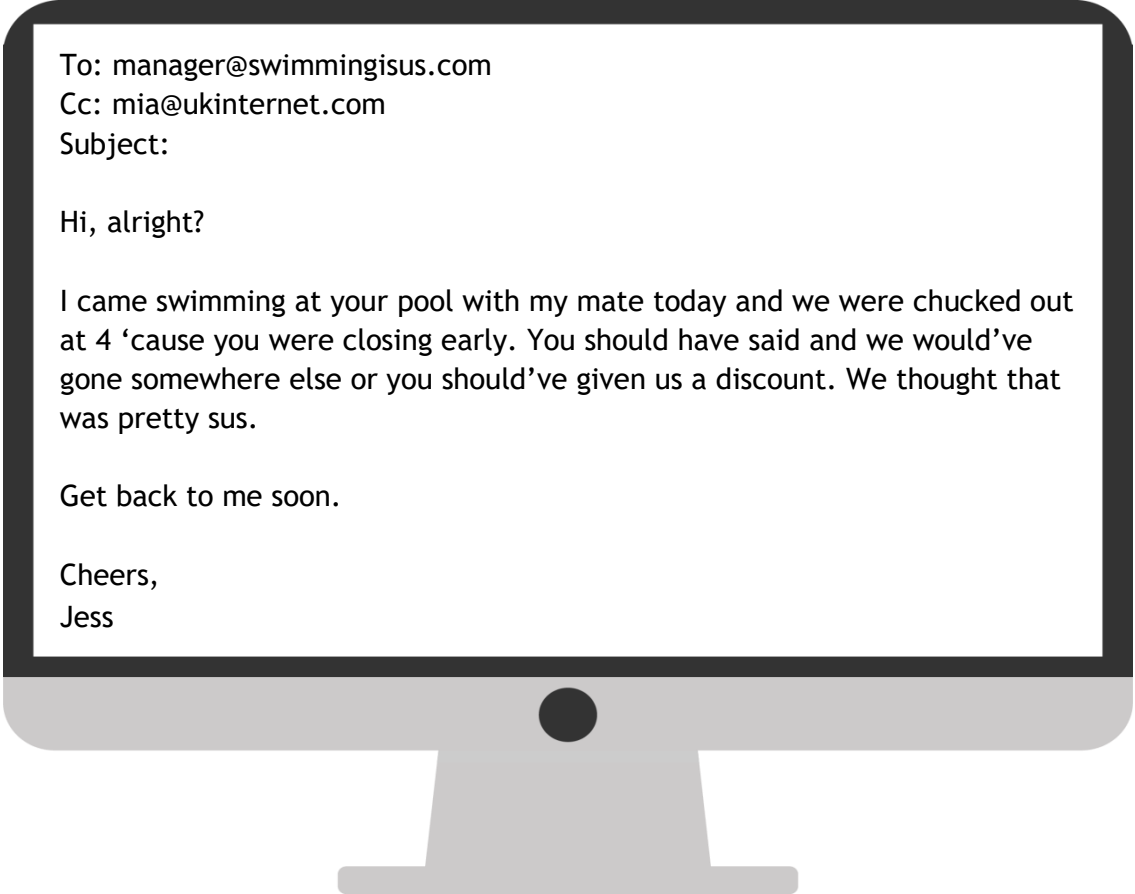 To: manager@swimmingisus.com
Cc: mia@ukinternet.com
Subject:
Hi, alright?
I came swimming at your pool with my mate today and we were chucked out
at 4 ‘cause you were closing early. You should have said and we would’ve
gone somewhere else or you should’ve given us a discount. We thought that
was pretty sus.
Get back to me soon.
Cheers,
Jess